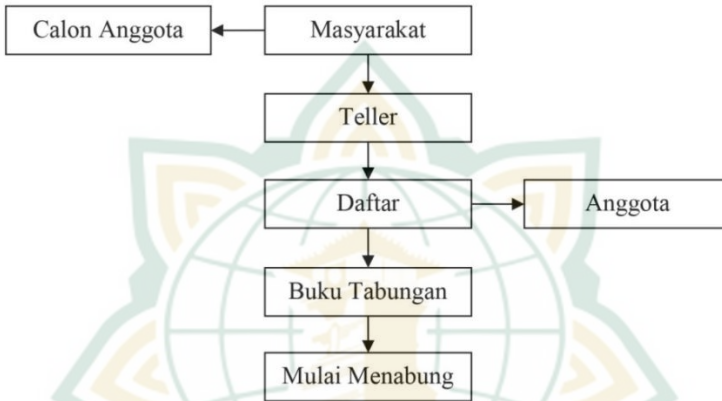 Calon Anggota
Masyarakat
Teller
Daftar
Anggota
Buku Tabungan
Mulai Menabung